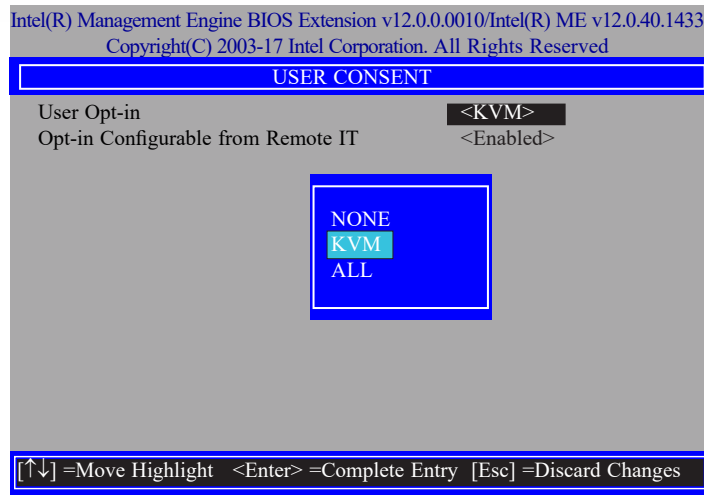 Intel(R) Management Engine BIOS Extension v12.0.0.0010/Intel(R) ME v12.0.40.1433
Copyright(C) 2003-17 Intel Corporation. All Rights Reserved
USER CONSENT
User Opt-in <KVM>
Opt-in Configurable from Remote IT <Enabled>
NONE
KVM
ALL
[↑↓] =Move Highlight <Enter> =Complete Entry [Esc] =Discard Changes